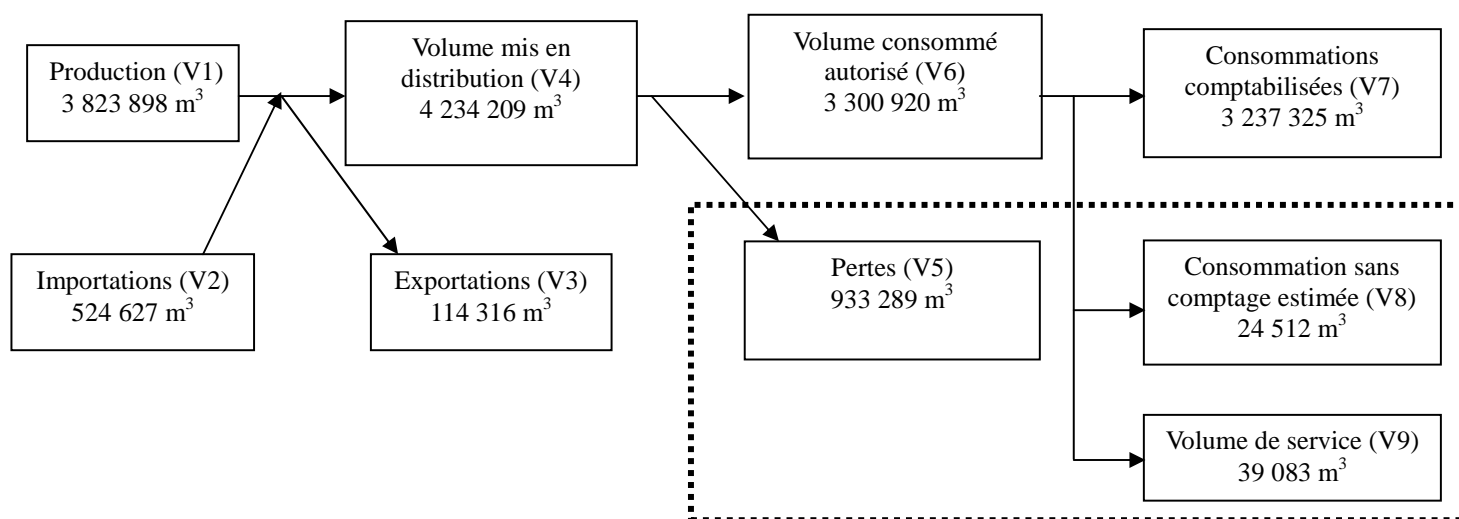 Production (V1)
3 823 898 m³
Volume mis en
distribution (V4)
4 234 209 m³
Volume consommé
autorisé (V6)
3 300 920 m³
Consommations
comptabilisées (V7)
3 237 325 m³
Importations (V2)
524 627 m³
Exportations (V3)
114 316 m³
Pertes (V5)
933 289 m³
Consommation sans
comptage estimée (V8)
24 512 m³
Volume de service (V9)
39 083 m³